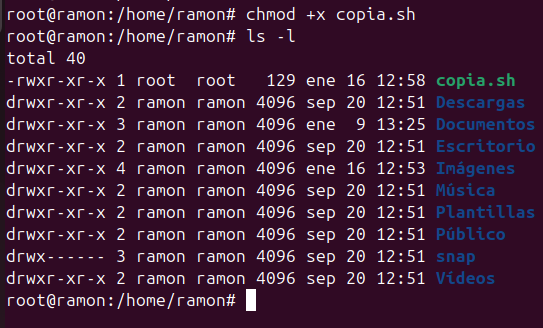 root@ramon:/home/ramon# chmod +x copia.sh
root@ramon:/home/ramon# ls -l
total 40
-rwxr-xr-x 1 root  root   129 ene 16 12:58 copia.sh
drwxr-xr-x 2 ramon ramon 4096 sep 20 12:51 Descargas
drwxr-xr-x 3 ramon ramon 4096 ene  9 13:25 Documentos
drwxr-xr-x 2 ramon ramon 4096 sep 20 12:51 Escritorio
drwxr-xr-x 4 ramon ramon 4096 ene 16 12:53 Imágenes
drwxr-xr-x 2 ramon ramon 4096 sep 20 12:51 Música
drwxr-xr-x 2 ramon ramon 4096 sep 20 12:51 Plantillas
drwxr-xr-x 2 ramon ramon 4096 sep 20 12:51 Público
drwx------ 3 ramon ramon 4096 sep 20 12:51 snap
drwxr-xr-x 2 ramon ramon 4096 sep 20 12:51 Vídeos
root@ramon:/home/ramon#